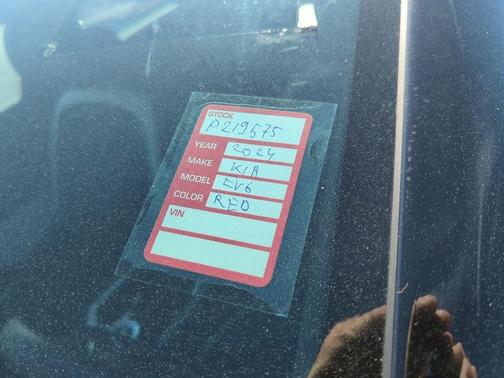 STOCK
P219575
YEAR 2024
MAKE KIA
MODEL EV6
COLOR RED
VIN